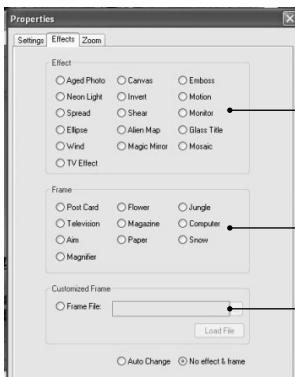 Properties
Settings Effects Zoom
Effect
Aged Photo Canvas Emboss
Neon Light Invert Motion
Spread Shear Monitor
Ellipse Alien Map Glass Title
Wind Magic Mirror Mosaic
TV Effect
Frame
Post Card Flower Jungle
Television Magazine Computer
Aim Paper Snow
Magnifier
Customized Frame
Frame File:
Load File
Auto Change No effect & frame